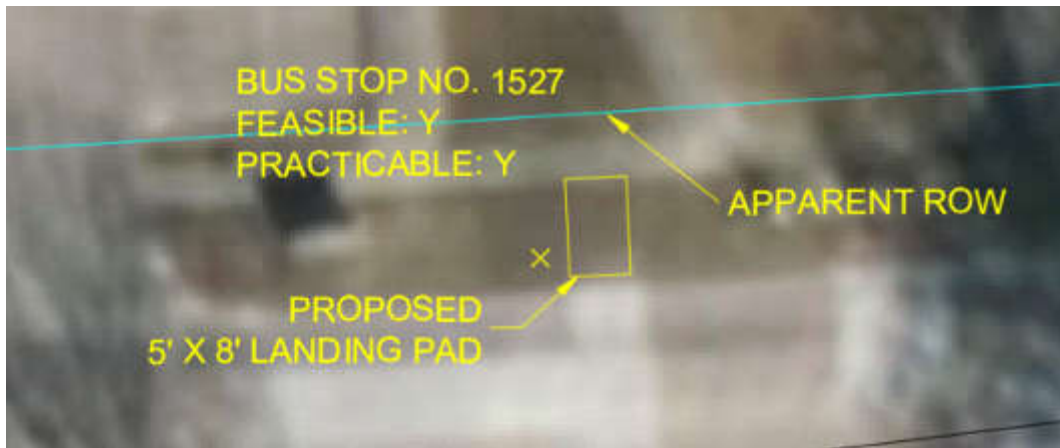 BUS STOP NO. 1527
FEASIBLE: Y
PRACTICABLE: Y
APPARENT ROW
PROPOSED
5' X 8' LANDING PAD